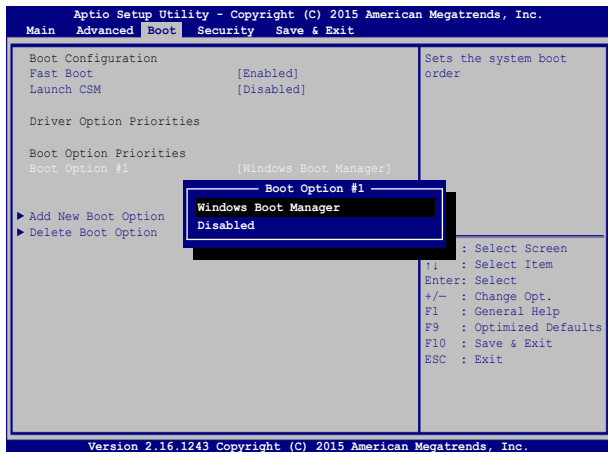 Aptio Setup Utility - Copyright (C) 2015 American Megatrends, Inc.
Main Advanced Boot Security Save & Exit
Boot Configuration
Fast Boot [Enabled]
Launch CSM [Disabled]
Driver Option Priorities
Boot Option Priorities
Boot Option #1 [Windows Boot Manager]
Add New Boot Option
Delete Boot Option
Boot Option #1
Windows Boot Manager
Disabled
Sets the system boot
order
: Select Screen
↑↓ : Select Item
Enter: Select
+/— : Change Opt.
F1 : General Help
F9 : Optimized Defaults
F10 : Save & Exit
ESC : Exit
Version 2.16.1243 Copyright (C) 2015 American Megatrends, Inc.